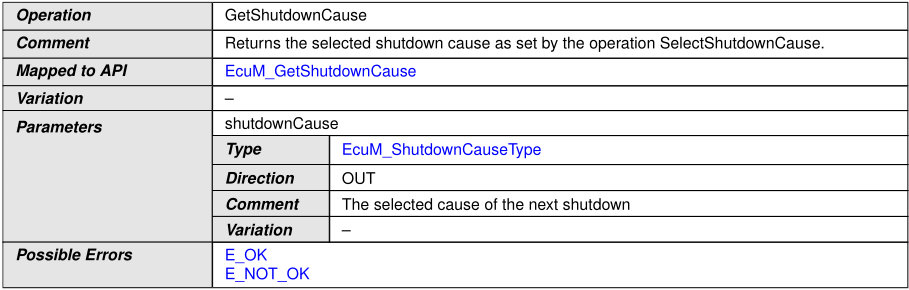 Operation GetShutdownCause
Comment Returns the selected shutdown cause as set by the operation SelectShutdownCause.
Mapped to API EcuM_GetShutdownCause
Variation –
Parameters shutdownCause
Type EcuM_ShutdownCauseType
Direction OUT
Comment The selected cause of the next shutdown
Variation –
Possible Errors E_OK
E_NOT_OK